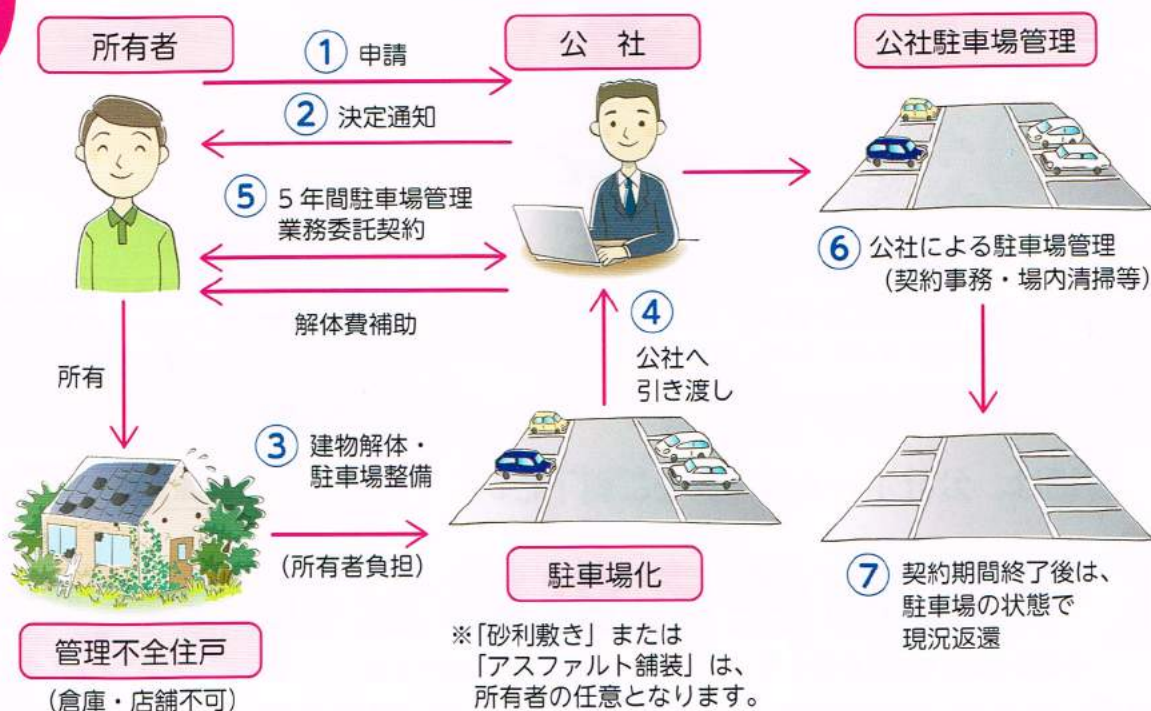 所有者
① 申請
公 社
公社駐車場管理
② 決定通知
⑤ 5年間駐車場管理
業務委託契約
解体費補助
④
公社へ
引き渡し
⑥ 公社による駐車場管理
(契約事務・場内清掃等)
所有
③ 建物解体・
駐車場整備
(所有者負担)
管理不全住戸
(倉庫・店舗不可)
駐車場化
※「砂利敷き」または
「アスファルト舗装」は、
所有者の任意となります。
⑦ 契約期間終了後は、
駐車場の状態で
現況返還